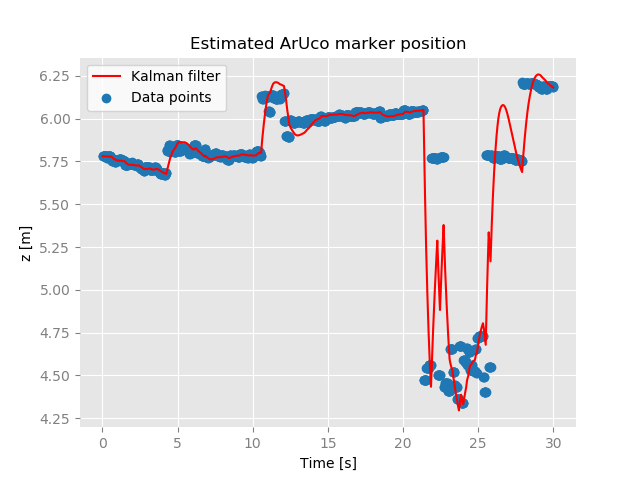 Estimated ArUco marker position
Kalman filter
Data points
6.25
6.00
5.75
5.50
5.25
5.00
4.75
4.50
4.25
z [m]
0 5 10 15 20 25 30
Time [s]